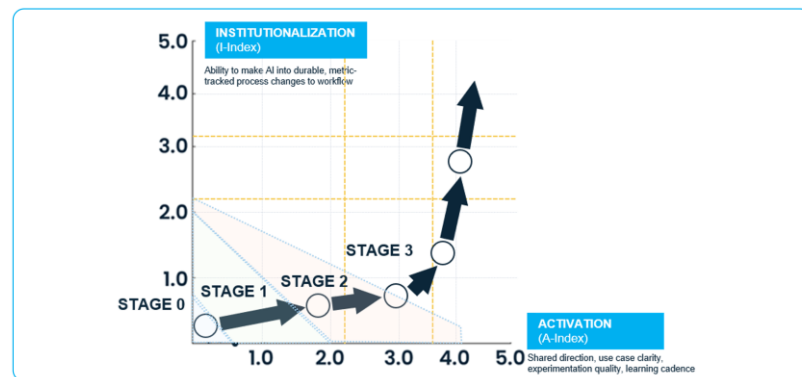 INSTITUTIONALIZATION
(I-Index)
Ability to make AI into durable, metric-
tracked process changes to workflow
5.0
4.0
3.0
2.0
1.0
STAGE 3
STAGE 2
STAGE 1
STAGE 0
1.0
2.0
3.0
4.0
5.0
ACTIVATION
(A-Index)
Shared direction, use case clarity,
experimentation quality, learning cadence